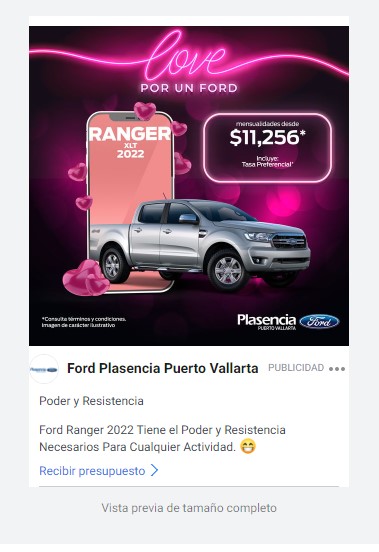 love
POR UN FORD
RANGER
XLT
2022
mensualidades desde
$11,256*
Incluye:
Tasa Preferencial*
*Consulta términos y condiciones.
Imagen de carácter ilustrativo
Plasencia
PUERTO VALLARTA
Ford
Ford Plasencia Puerto Vallarta
PUBLICIDAD
Poder y Resistencia
Ford Ranger 2022 Tiene el Poder y Resistencia
Necesarios Para Cualquier Actividad. 😁
Recibir presupuesto
Vista previa de tamaño completo